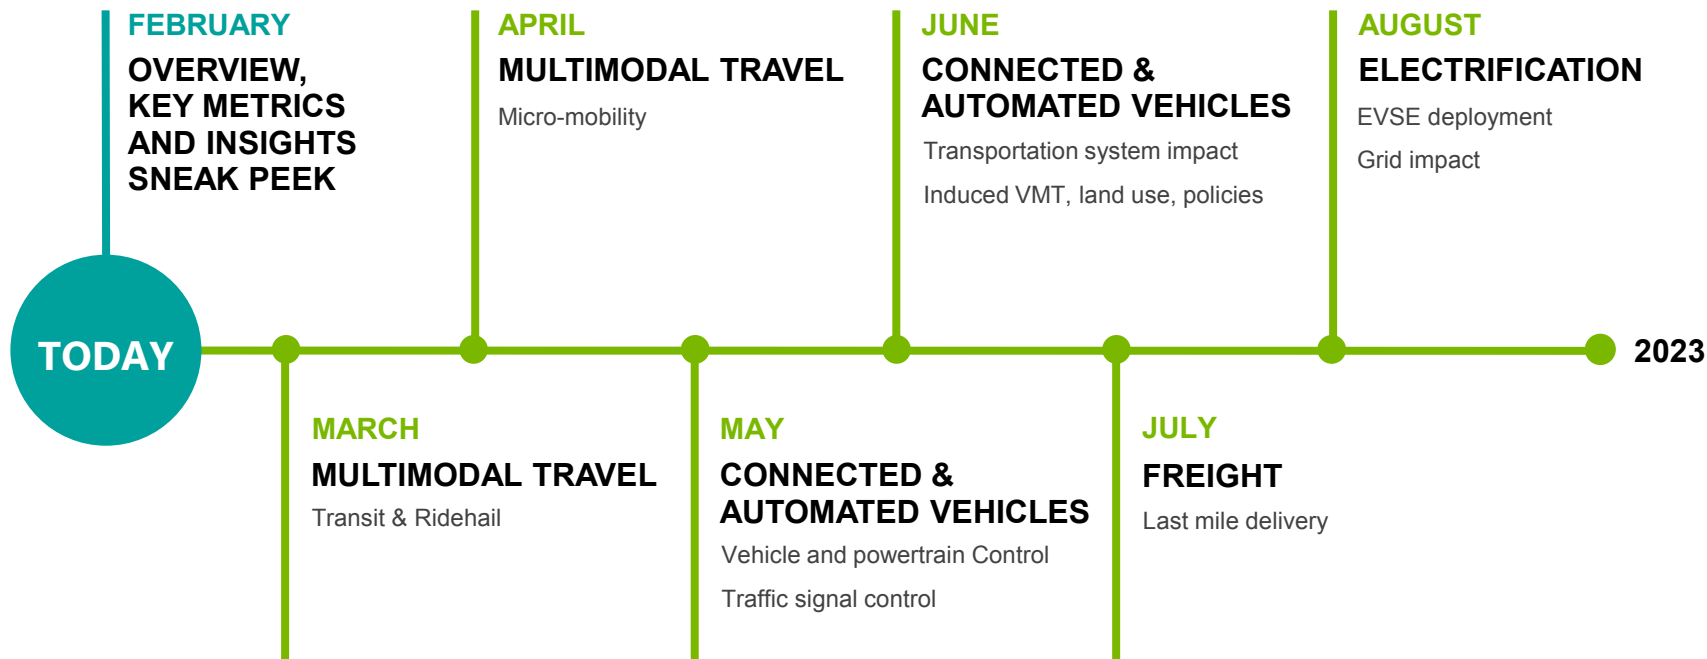 FEBRUARY
OVERVIEW,
KEY METRICS
AND INSIGHTS
SNEAK PEEK
APRIL
MULTIMODAL TRAVEL
Micro-mobility
JUNE
CONNECTED &
AUTOMATED VEHICLES
Transportation system impact
Induced VMT, land use, policies
AUGUST
ELECTRIFICATION
EVSE deployment
Grid impact
TODAY
2023
MARCH
MULTIMODAL TRAVEL
Transit & Ridehail
MAY
CONNECTED &
AUTOMATED VEHICLES
Vehicle and powertrain Control
Traffic signal control
JULY
FREIGHT
Last mile delivery